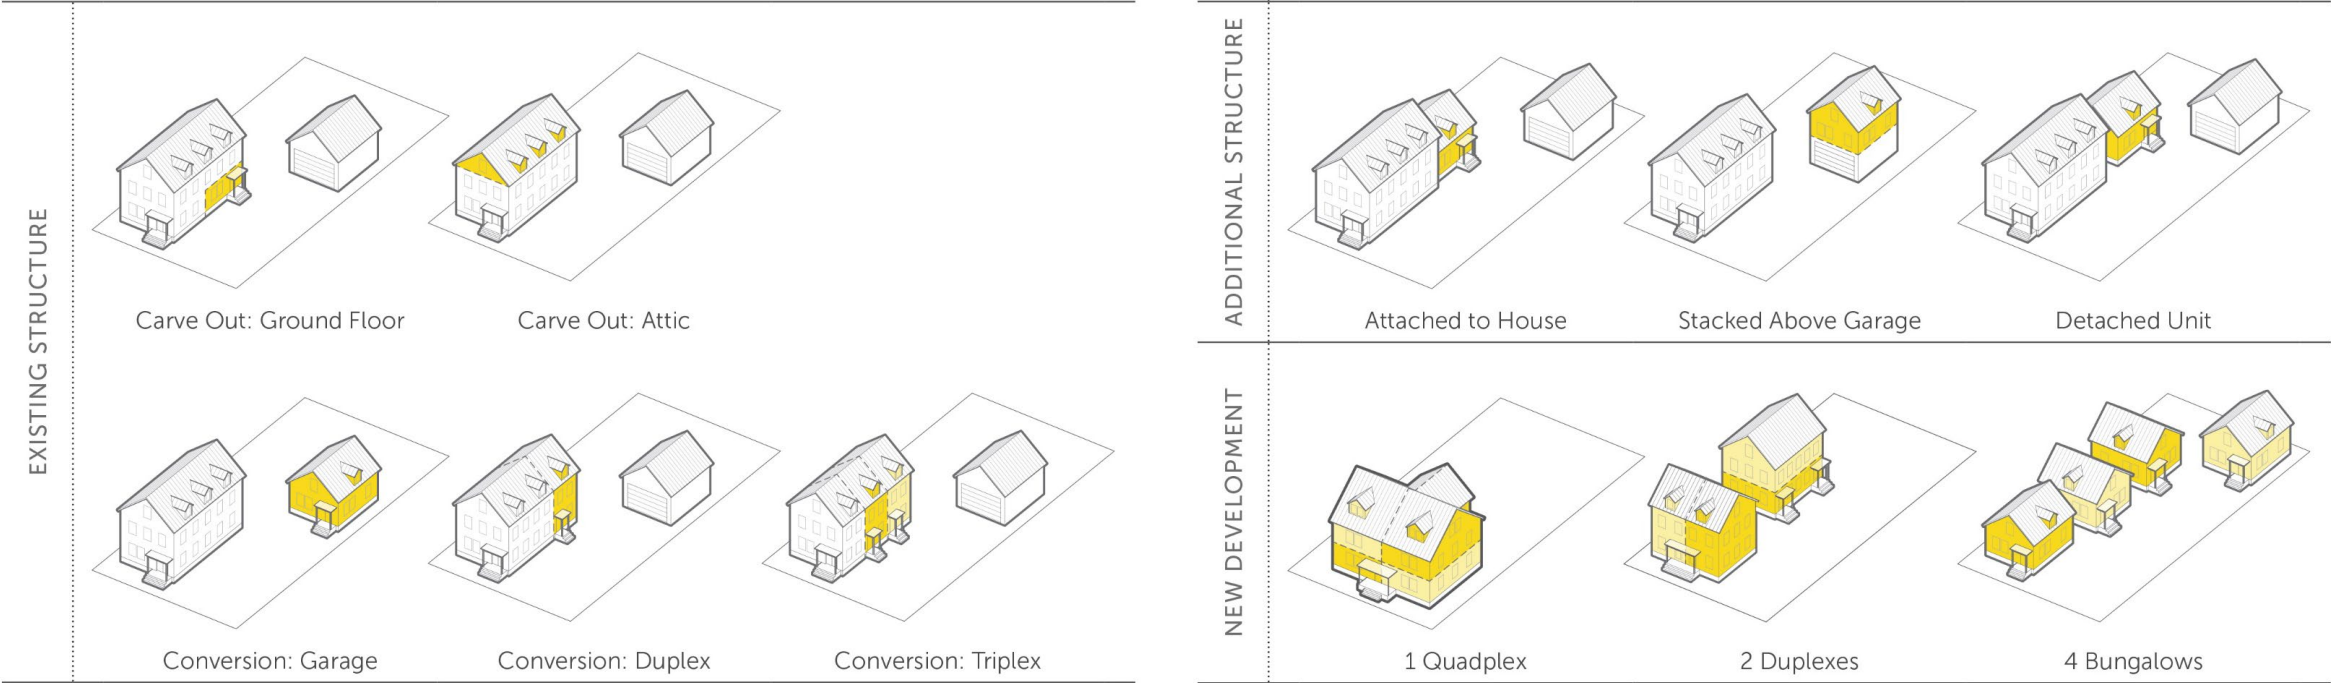 EXISTING STRUCTURE
Carve Out: Ground Floor
Carve Out: Attic
Conversion: Garage
Conversion: Duplex
Conversion: Triplex
ADDITIONAL STRUCTURE
Attached to House
Stacked Above Garage
Detached Unit
NEW DEVELOPMENT
1 Quadplex
2 Duplexes
4 Bungalows